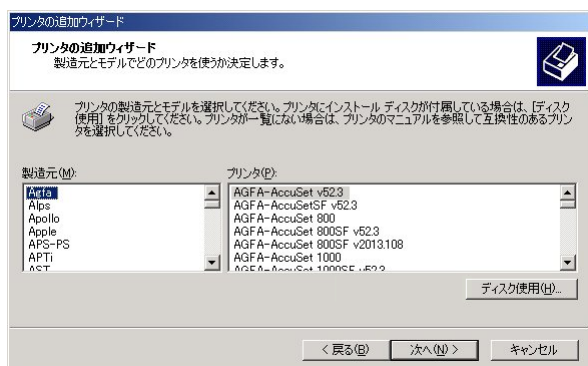 プリンタの追加ウィザード
プリンタの追加ウィザード
製造元とモデルでどのプリンタを使うか決定します。
プリンタの製造元とモデルを選択してください。プリンタにインストール ディスクが付属している場合は、[ディスク
使用] をクリックしてください。プリンタが一覧にない場合は、プリンタのマニュアルを参照して互換性のあるプリン
タを選択してください。
製造元(M):
プリンタ(P):
Agfa
Alps
Apollo
Apple
APS-PS
APTi
AST
AGFA-AccuSet v52.3
AGFA-AccuSetSF v52.3
AGFA-AccuSet 800
AGFA-AccuSet 800SF v52.3
AGFA-AccuSet 800SF v2013.108
AGFA-AccuSet 1000
AGFA-AccuSet 1000SF v52.3
ディスク使用(H)...
< 戻る(B)
次へ(N) >
キャンセル